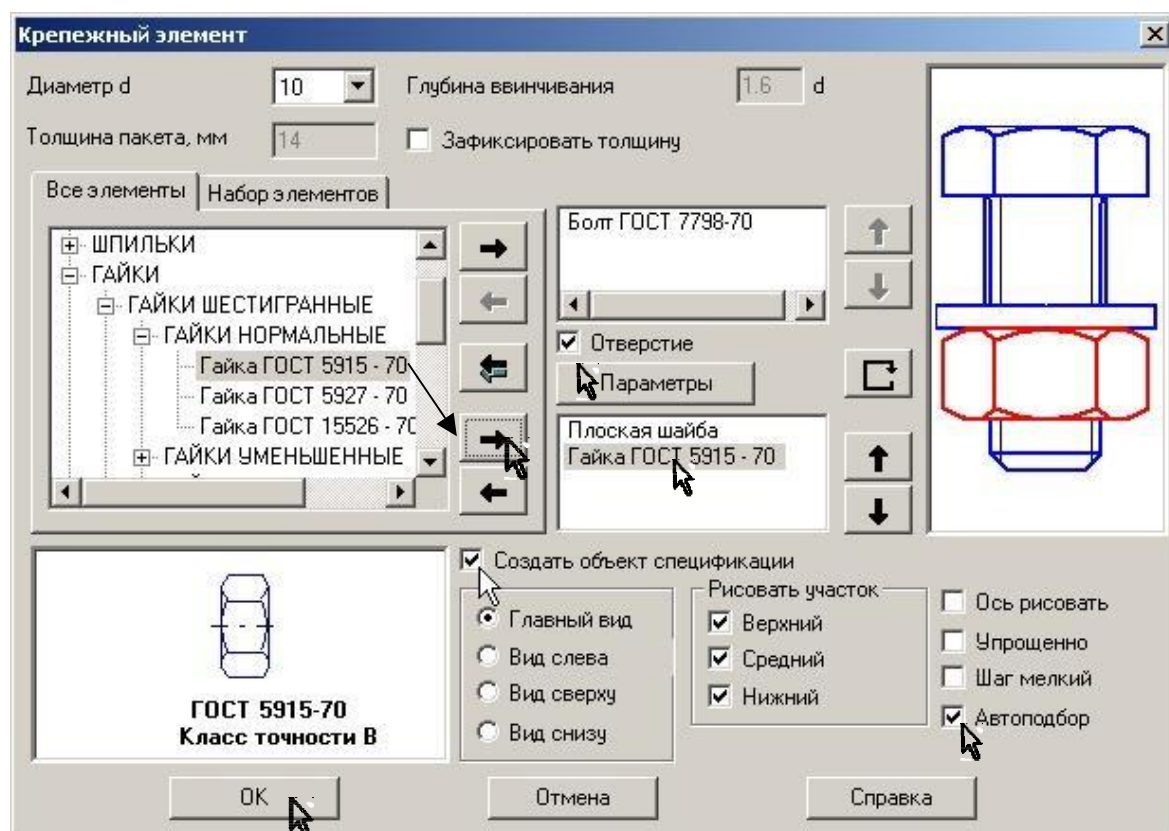 Крепежный элемент
Диаметр d 10 Глубина ввинчивания 1.6 d
Толщина пакета, мм 14 Зафиксировать толщину
Все элементы Набор элементов
ШПИЛЬКИ
ГАЙКИ
ГАЙКИ ШЕСТИГРАННЫЕ
ГАЙКИ НОРМАЛЬНЫЕ
Гайка ГОСТ 5915 - 70
Гайка ГОСТ 5927 - 70
Гайка ГОСТ 15526 - 70
ГАЙКИ УМЕНЬШЕННЫЕ
Болт ГОСТ 7798-70
Отверстие
Параметры
Плоская шайба
Гайка ГОСТ 5915 - 70
ГОСТ 5915-70
Класс точности В
Создать объект спецификации
Главный вид
Вид слева
Вид сверху
Вид снизу
Рисовать участок
Верхний
Средний
Нижний
Ось рисовать
Упрощенно
Шаг мелкий
Автоподбор
OK Отмена Справка